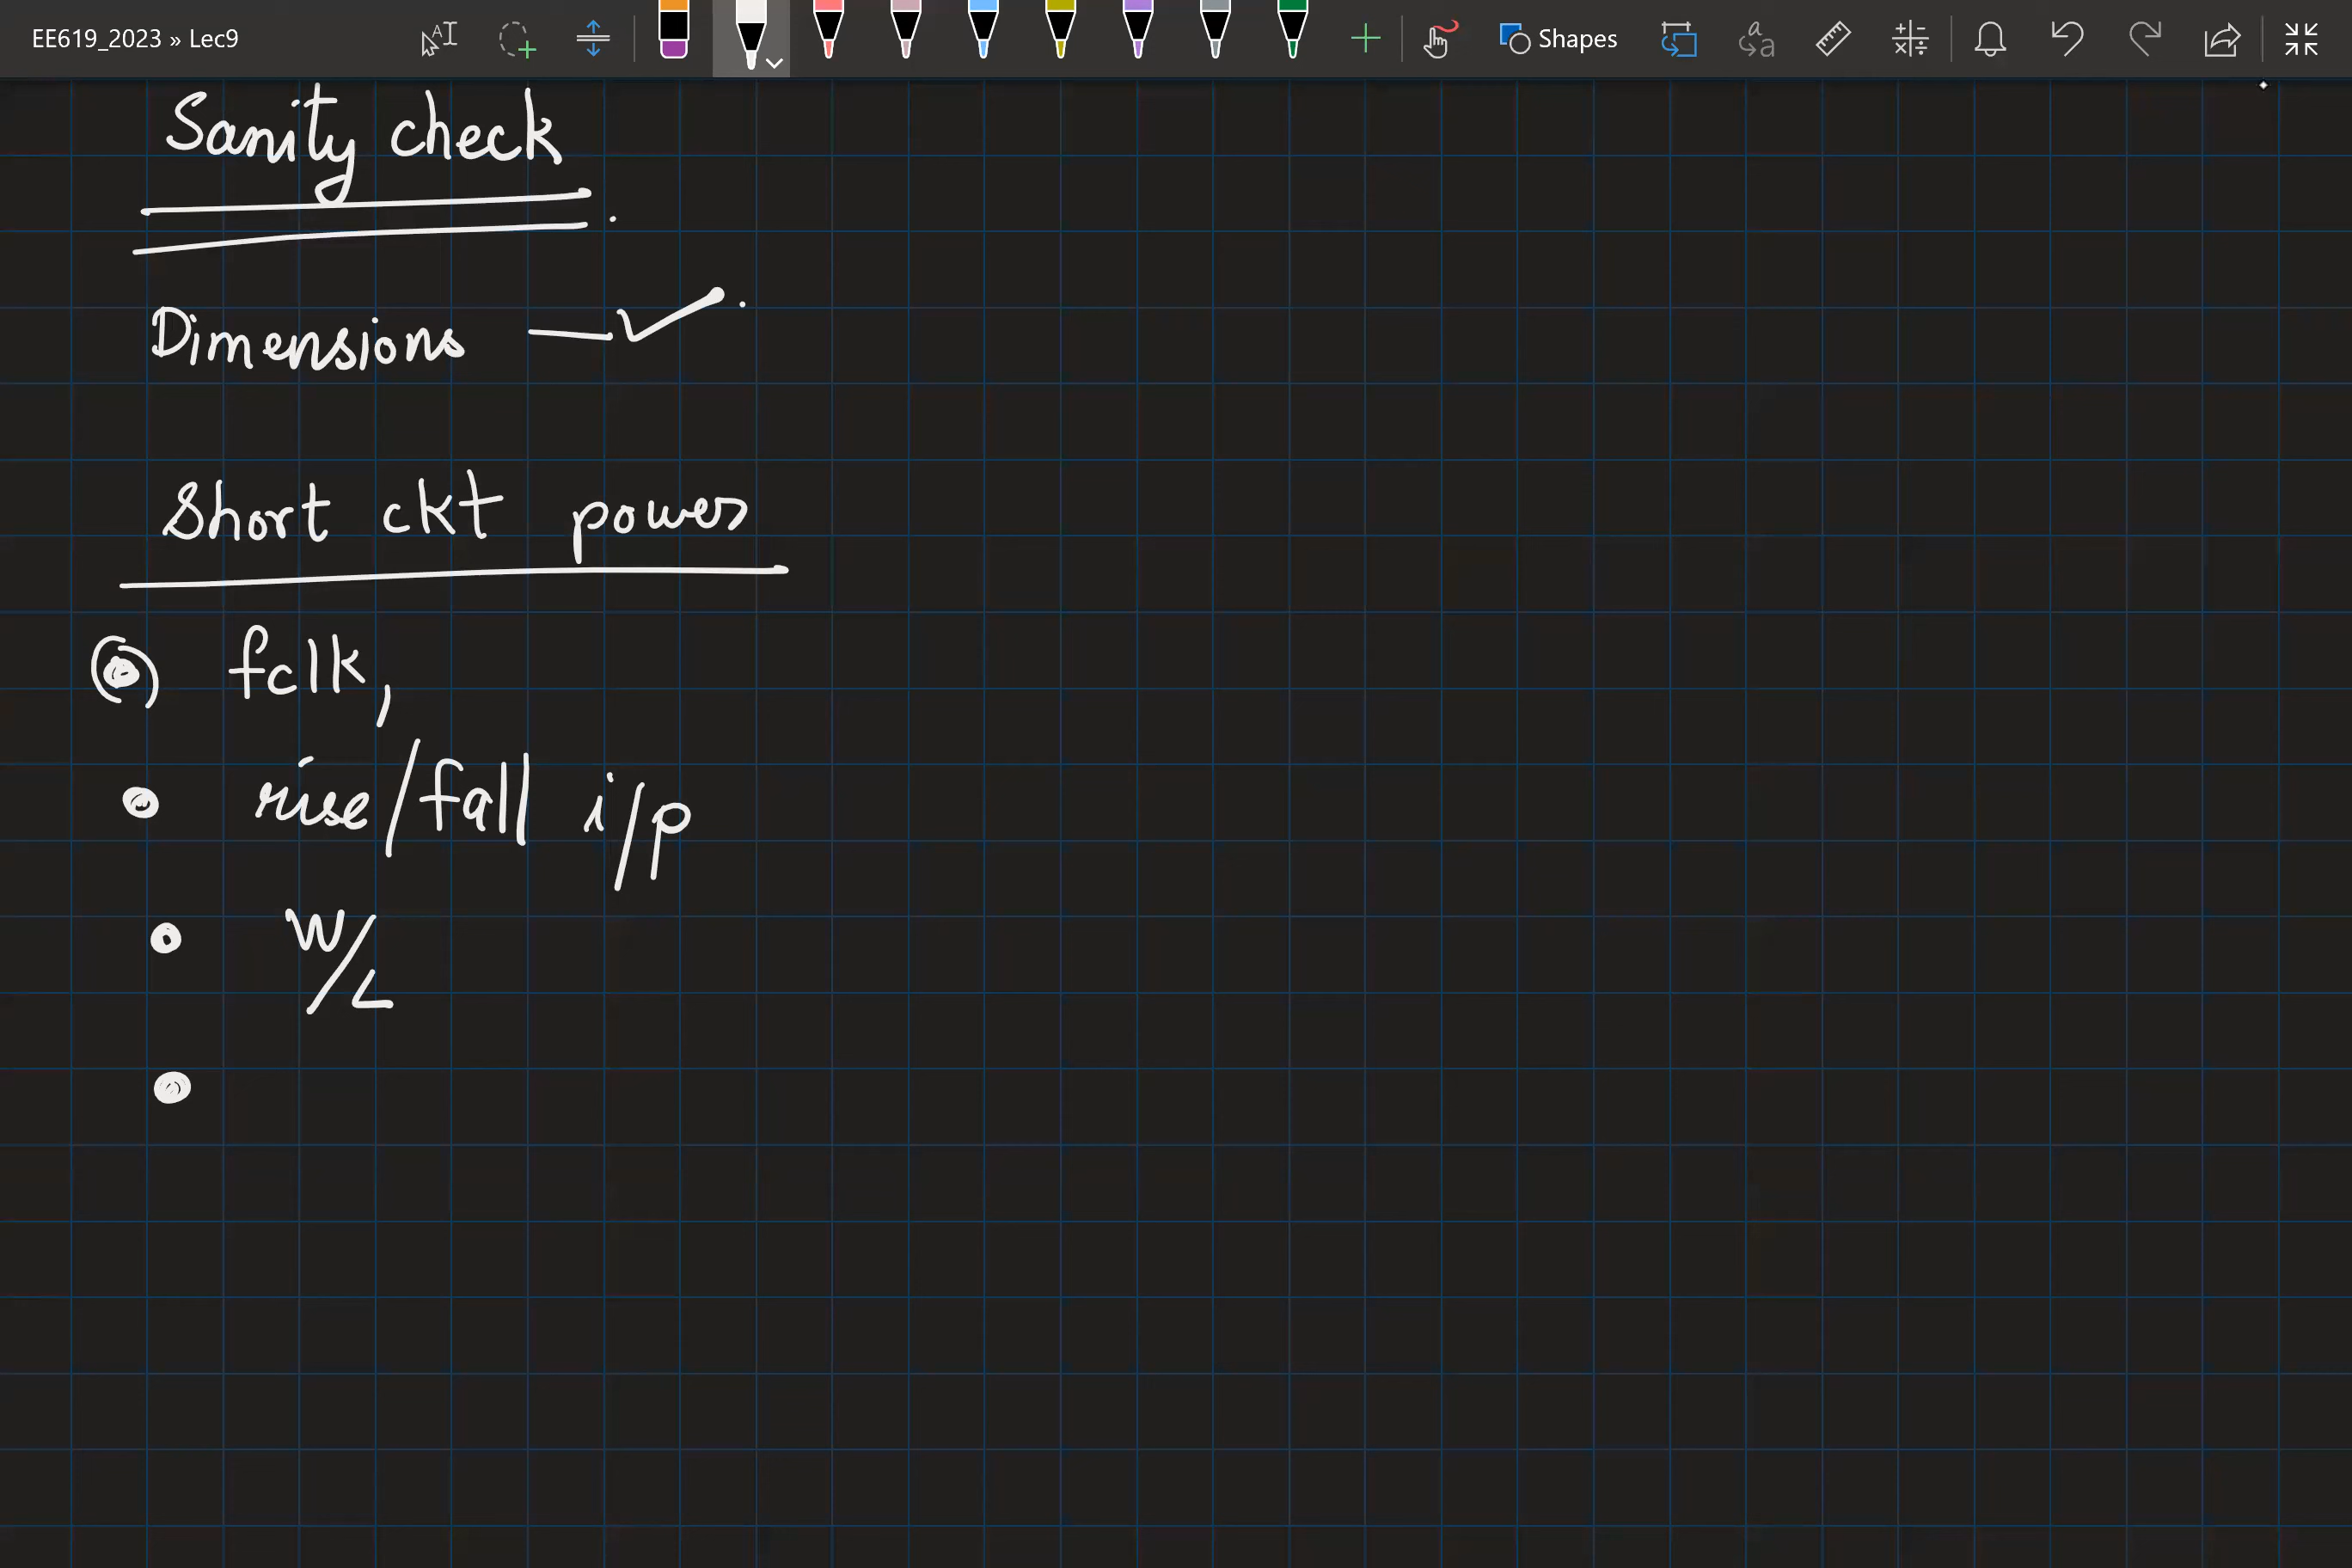 EE619_2023 » Lec9
Shapes
Sanity check
Dimensions — ✓.
Short ckt power
fclk,
rise/fall i/p
W/L